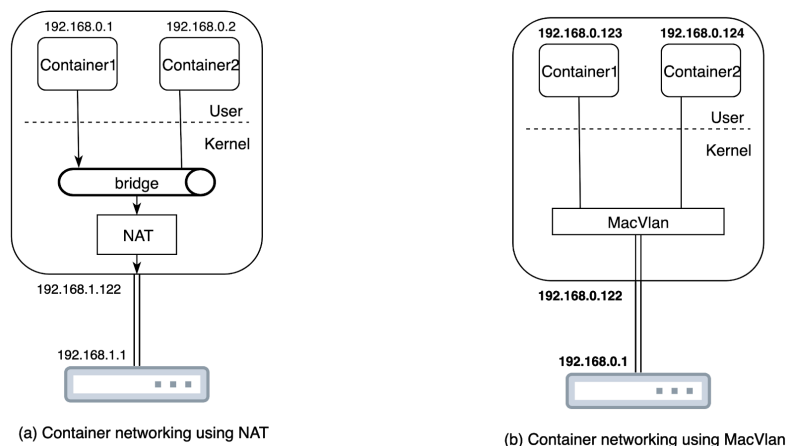 192.168.0.1
192.168.0.2
Container1
Container2
User
Kernel
bridge
NAT
192.168.1.122
192.168.1.1
(a) Container networking using NAT
192.168.0.123
192.168.0.124
Container1
Container2
User
Kernel
MacVlan
192.168.0.122
192.168.0.1
(b) Container networking using MacVlan